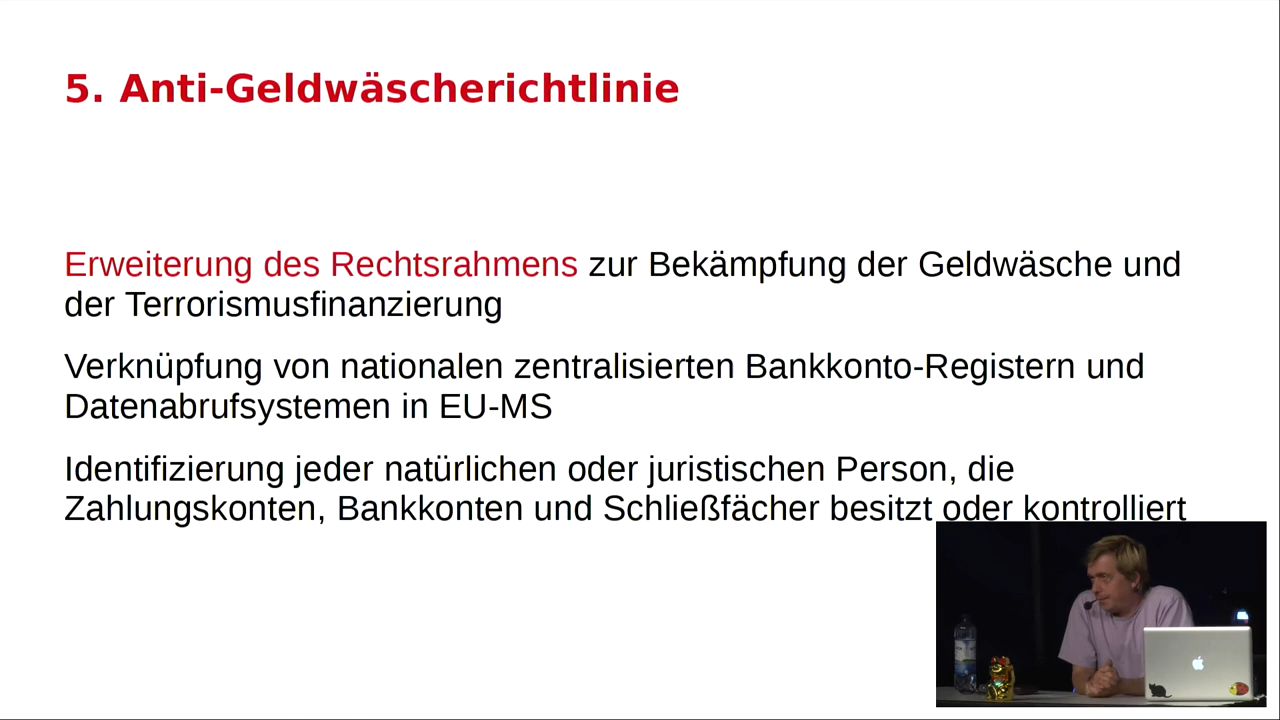 5. Anti-Geldwäscherichtlinie
Erweiterung des Rechtsrahmens zur Bekämpfung der Geldwäsche und
der Terrorismusfinanzierung
Verknüpfung von nationalen zentralisierten Bankkonto-Registern und
Datenabrufsystemen in EU-MS
Identifizierung jeder natürlichen oder juristischen Person, die
Zahlungskonten, Bankkonten und Schließfächer besitzt oder kontrolliert